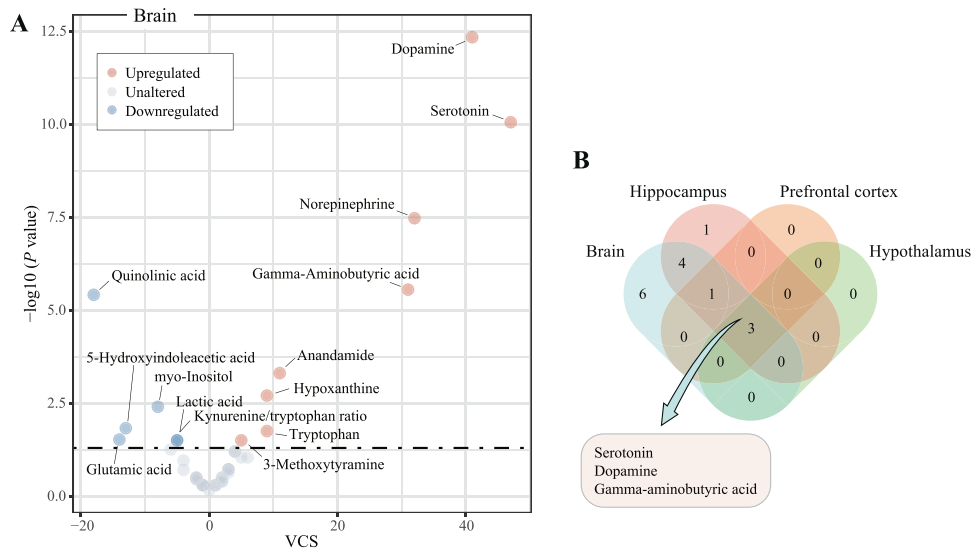 A
Brain
12.5
10.0
7.5
5.0
2.5
0.0
−log10 (P value)
Upregulated
Unaltered
Downregulated
Dopamine
Serotonin
Norepinephrine
Gamma-Aminobutyric acid
Quinolinic acid
Anandamide
5-Hydroxyindoleacetic acid
myo-Inositol
Hypoxanthine
Lactic acid
Kynurenine/tryptophan ratio
Tryptophan
Glutamic acid
3-Methoxytyramine
−20
0
20
40
VCS
B
Hippocampus
Prefrontal cortex
Brain
Hypothalamus
1
0
4
0
0
6
1
0
0
0
3
0
0
0
0
Serotonin
Dopamine
Gamma-aminobutyric acid